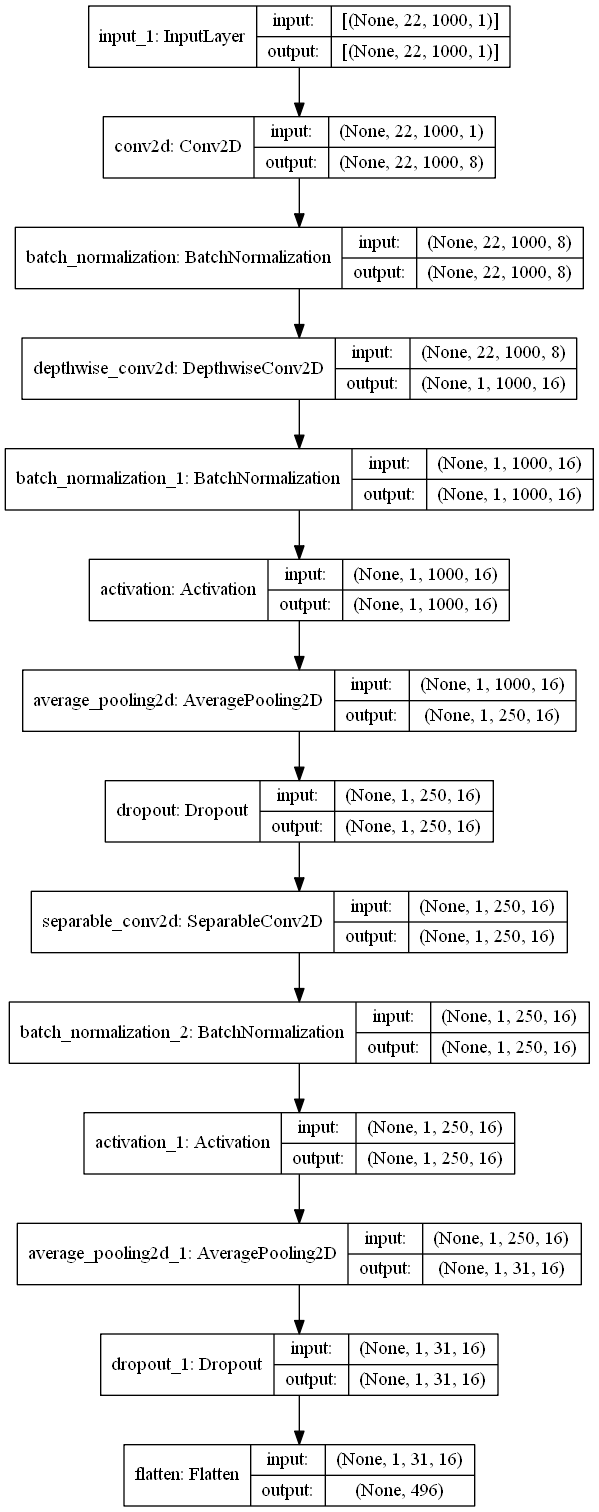 input_1: InputLayer
input: [(None, 22, 1000, 1)]
output: [(None, 22, 1000, 1)]
conv2d: Conv2D
input: (None, 22, 1000, 1)
output: (None, 22, 1000, 8)
batch_normalization: BatchNormalization
input: (None, 22, 1000, 8)
output: (None, 22, 1000, 8)
depthwise_conv2d: DepthwiseConv2D
input: (None, 22, 1000, 8)
output: (None, 1, 1000, 16)
batch_normalization_1: BatchNormalization
input: (None, 1, 1000, 16)
output: (None, 1, 1000, 16)
activation: Activation
input: (None, 1, 1000, 16)
output: (None, 1, 1000, 16)
average_pooling2d: AveragePooling2D
input: (None, 1, 1000, 16)
output: (None, 1, 250, 16)
dropout: Dropout
input: (None, 1, 250, 16)
output: (None, 1, 250, 16)
separable_conv2d: SeparableConv2D
input: (None, 1, 250, 16)
output: (None, 1, 250, 16)
batch_normalization_2: BatchNormalization
input: (None, 1, 250, 16)
output: (None, 1, 250, 16)
activation_1: Activation
input: (None, 1, 250, 16)
output: (None, 1, 250, 16)
average_pooling2d_1: AveragePooling2D
input: (None, 1, 250, 16)
output: (None, 1, 31, 16)
dropout_1: Dropout
input: (None, 1, 31, 16)
output: (None, 1, 31, 16)
flatten: Flatten
input: (None, 1, 31, 16)
output: (None, 496)